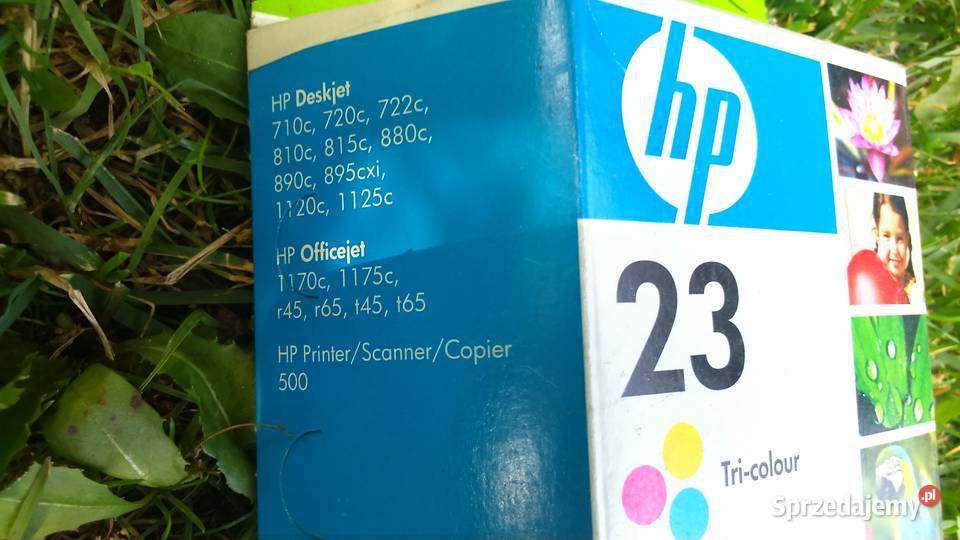 HP Deskjet
710c, 720c, 722c,
810c, 815c, 880c,
890c, 895cxi,
1120c, 1125c
HP Officejet
1170c, 1175c,
r45, r65, t45, t65
HP Printer/Scanner/Copier
500
hp
23
Tri-colour
Sprzedajemy.pl